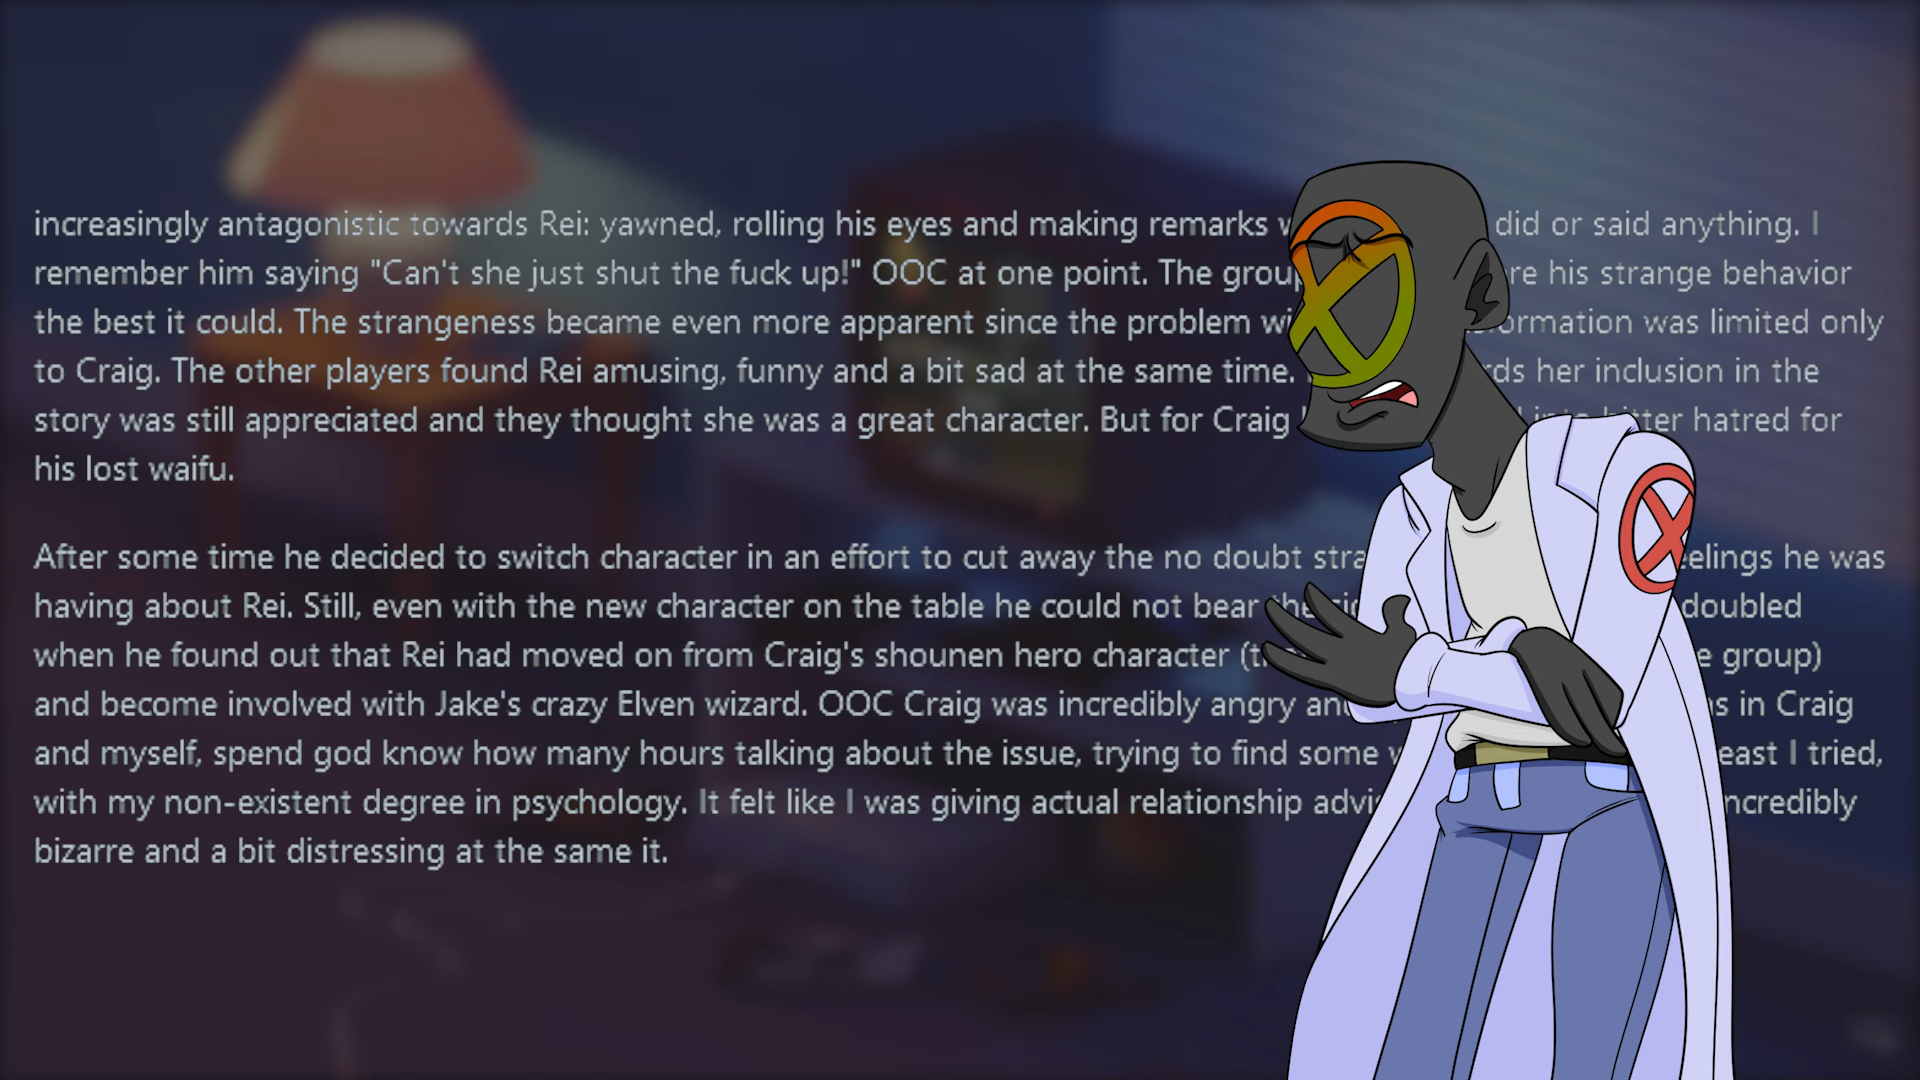 increasingly antagonistic towards Rei: yawned, rolling his eyes and making remarks did or said anything. I
remember him saying "Can't she just shut the fuck up!" OOC at one point. The his strange behavior
the best it could. The strangeness became even more apparent since the problem was limited only
to Craig. The other players found Rei amusing, funny and a bit sad at the same time. her inclusion in the
story was still appreciated and they thought she was a great character. But for Craig hatred for
his lost waifu.
After some time he decided to switch character in an effort to cut away the no doubt he was
having about Rei. Still, even with the new character on the table he could not bear the doubled
when he found out that Rei had moved on from Craig's shounen hero character group)
and become involved with Jake's crazy Elven wizard. OOC Craig was incredibly angry in Craig
and myself, spend god know how many hours talking about the issue, trying to find some I tried,
with my non-existent degree in psychology. It felt like I was giving actual relationship incredibly
bizarre and a bit distressing at the same it.